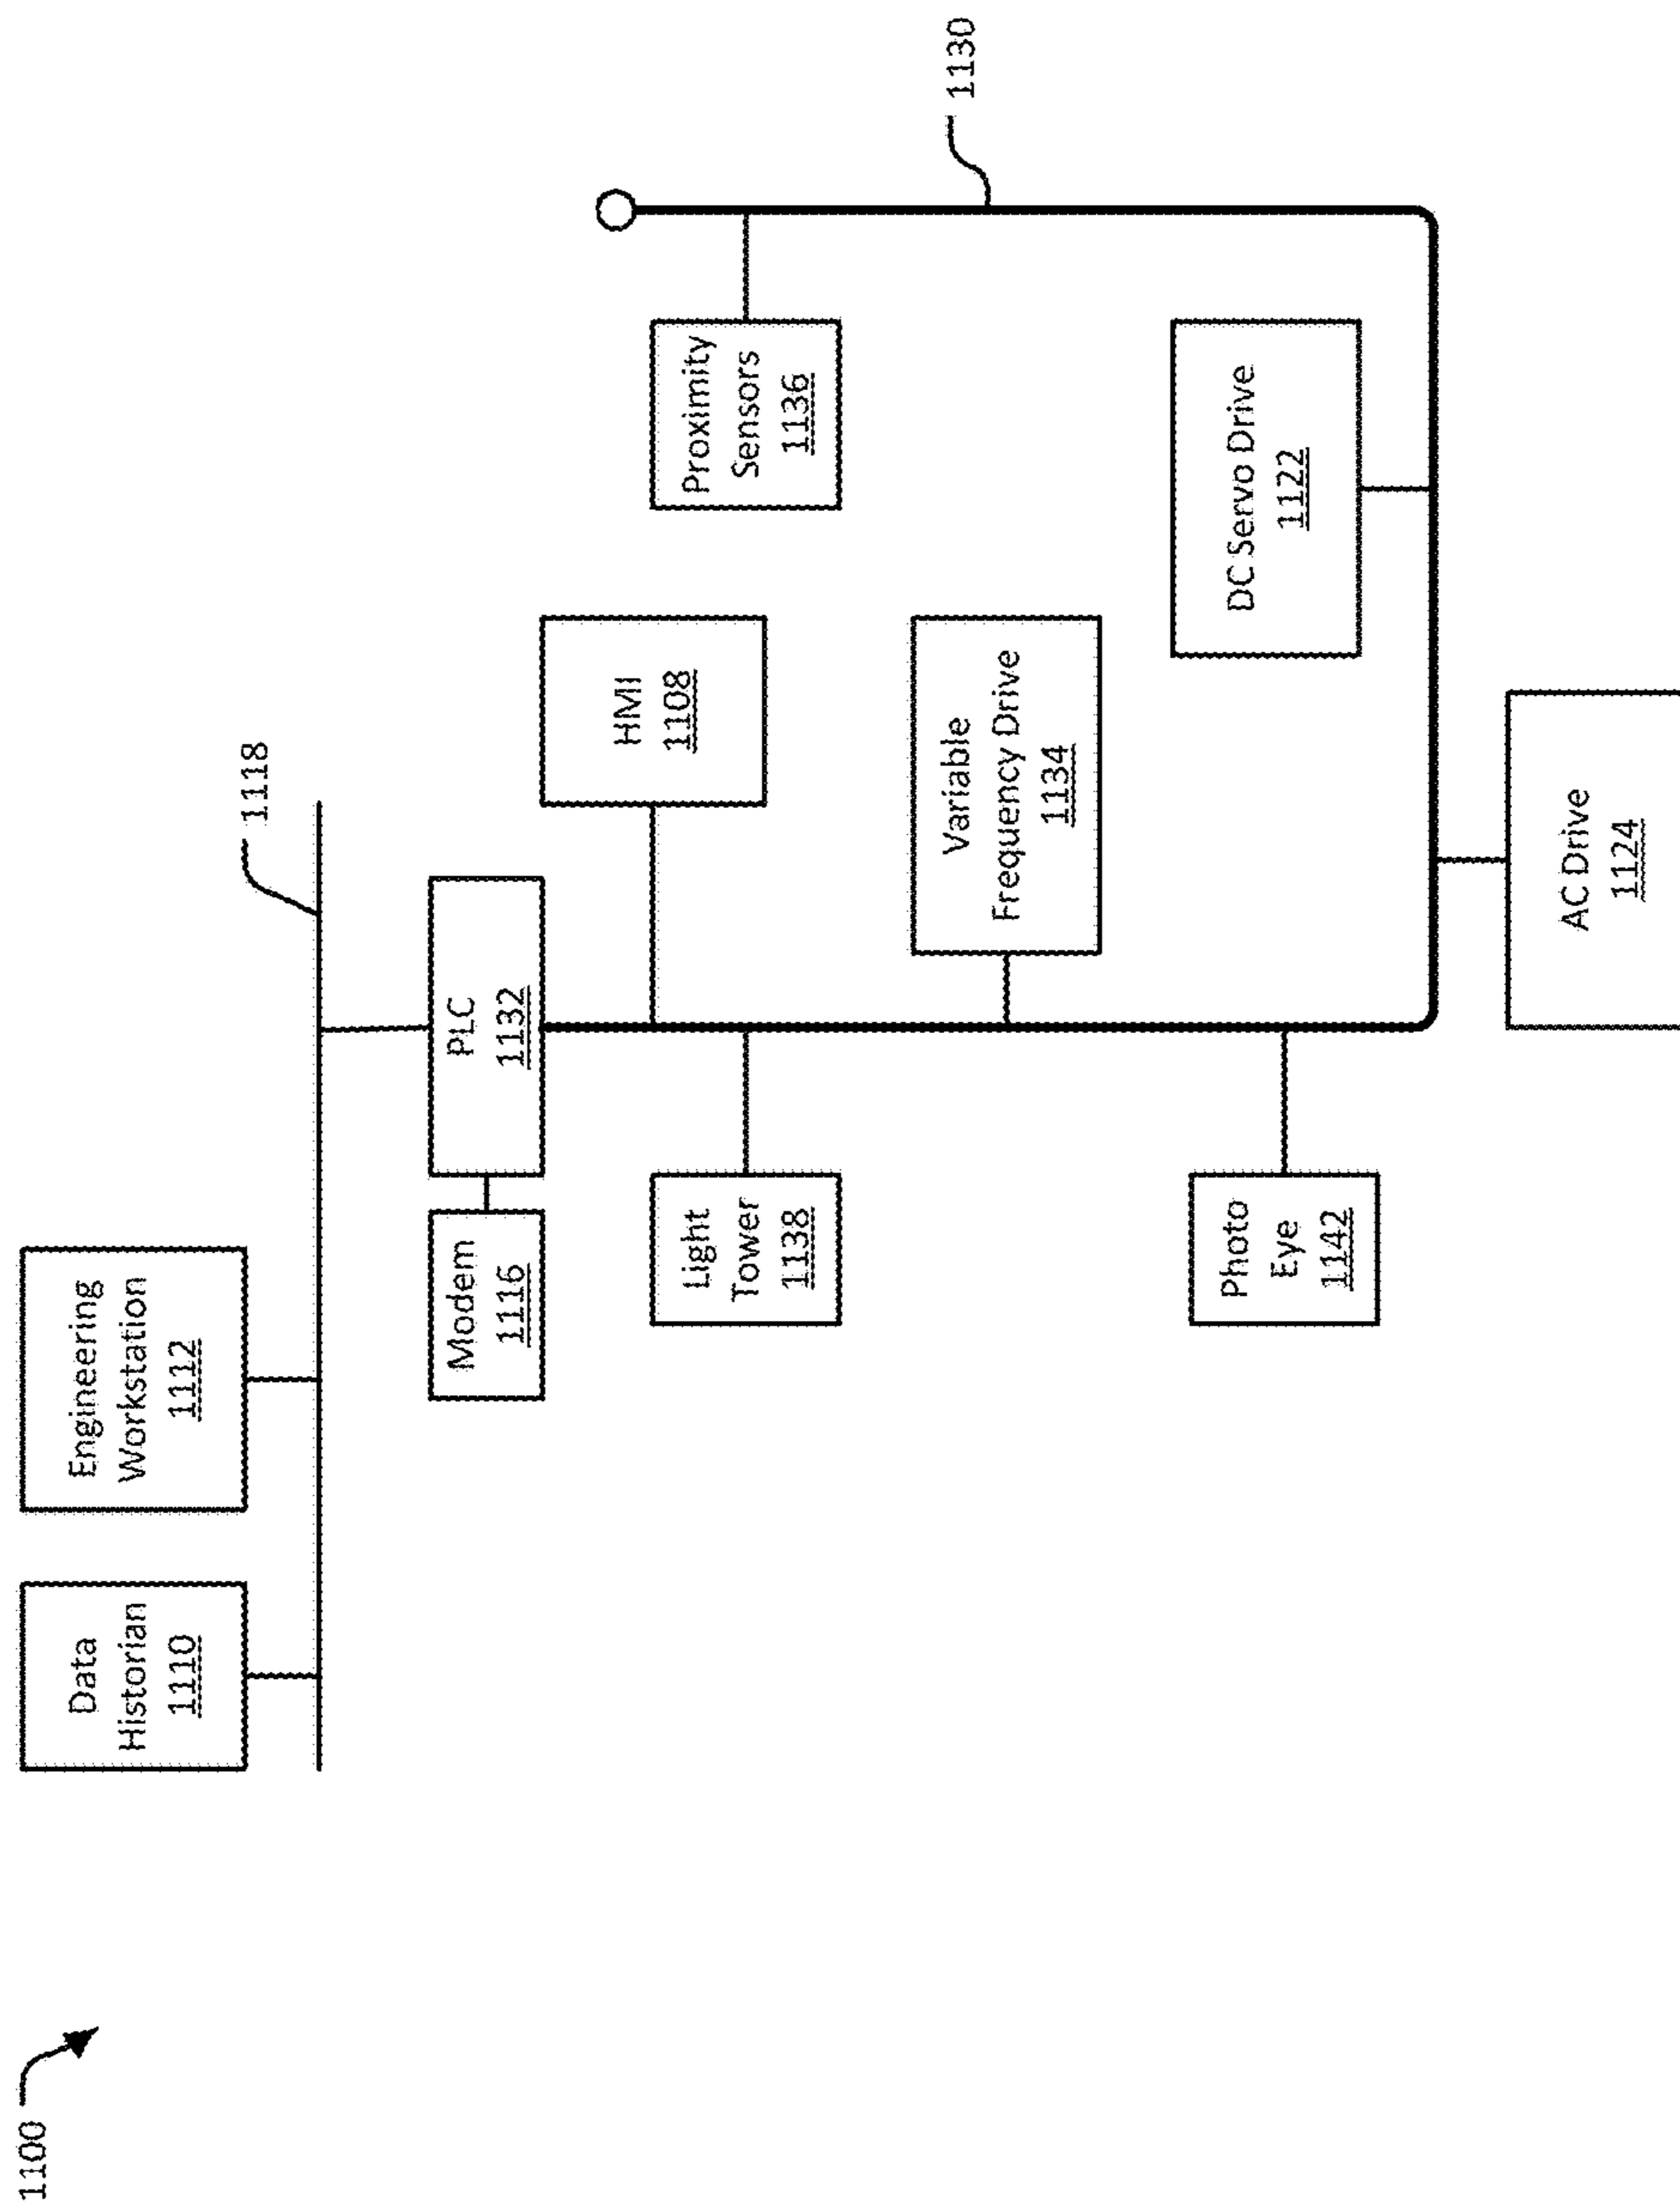 1100
Data
Historian
1110
Engineering
Workstation
1112
1118
Modem
1116
PLC
1132
HMI
1108
Light
Tower
1138
Proximity
Sensors
1136
1130
Variable
Frequency Drive
1134
Photo
Eye
1142
DC Servo Drive
1122
AC Drive
1124